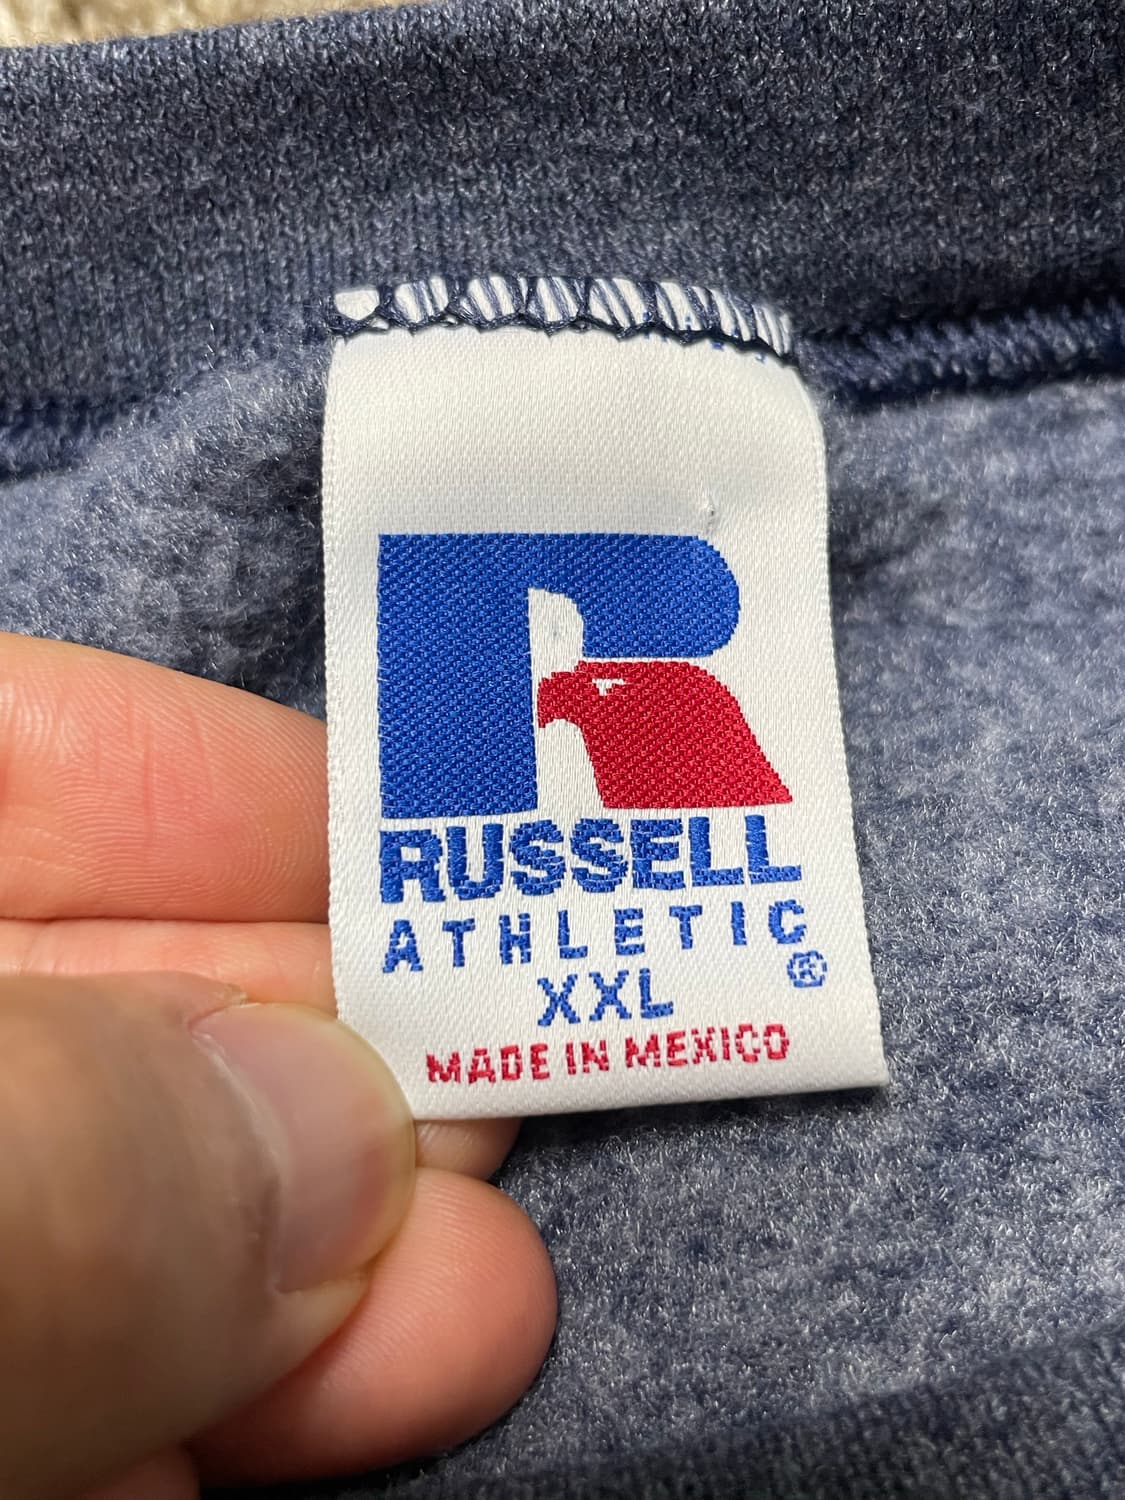 RUSSELL
ATHLETIC
®
XXL
MADE IN MEXICO